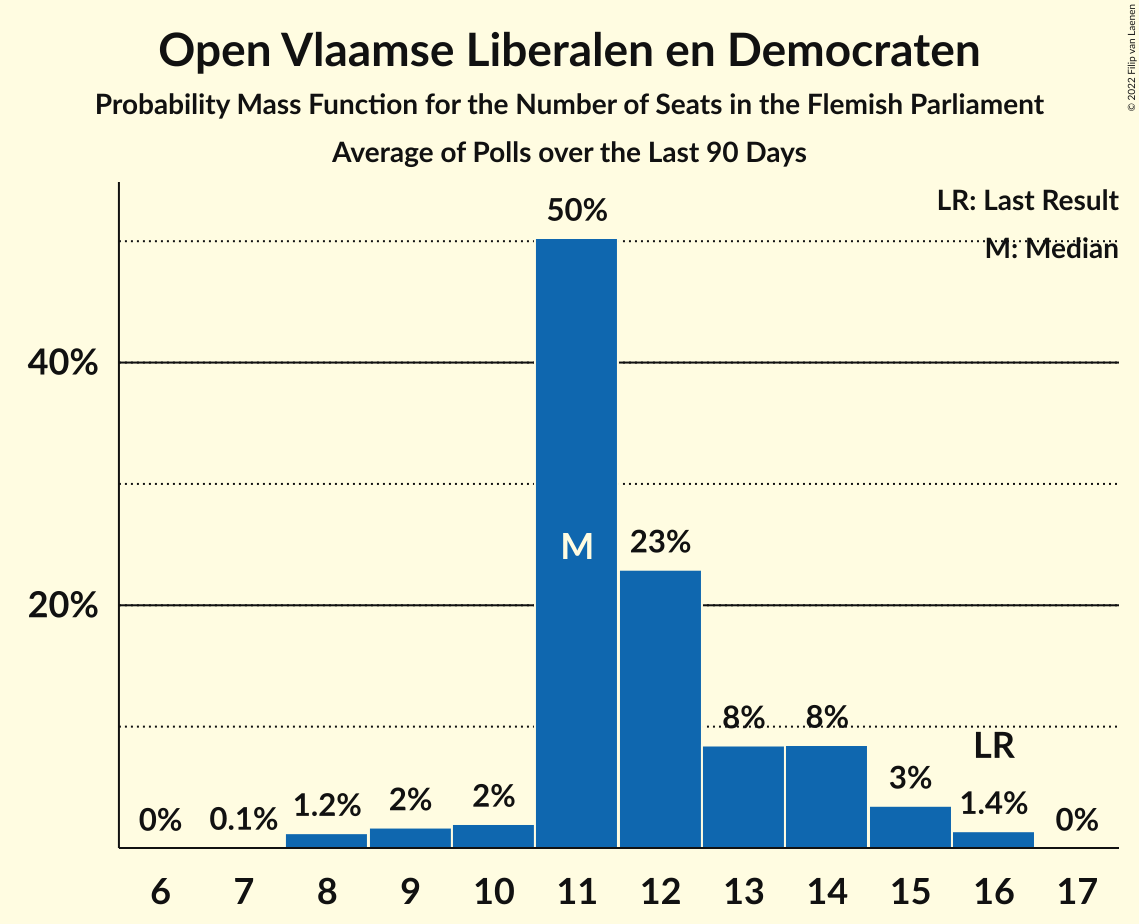 Open Vlaamse Liberalen en Democraten
Probability Mass Function for the Number of Seats in the Flemish Parliament
Average of Polls over the Last 90 Days
© 2022 Filip van Laenen
LR: Last Result
M: Median
50%
40%
M
23%
20%
8%
8%
LR
0%
0.1%
1.2%
2%
2%
3%
1.4%
0%
6 7 8 9 10 11 12 13 14 15 16 17